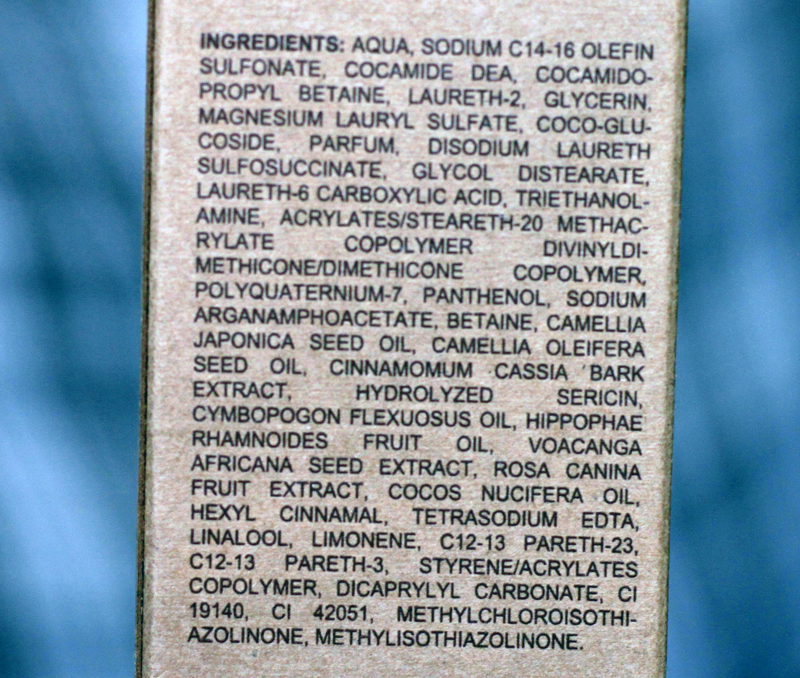 INGREDIENTS: AQUA, SODIUM C14-16 OLEFIN
SULFONATE, COCAMIDE DEA, COCAMIDO-
PROPYL BETAINE, LAURETH-2, GLYCERIN,
MAGNESIUM LAURYL SULFATE, COCO-GLU-
COSIDE, PARFUM, DISODIUM LAURETH
SULFOSUCCINATE, GLYCOL DISTEARATE,
LAURETH-6 CARBOXYLIC ACID, TRIETHANOL-
AMINE, ACRYLATES/STEARETH-20 METHAC-
RYLATE COPOLYMER DIVINYLDI-
METHICONE/DIMETHICONE COPOLYMER,
POLYQUATERNIUM-7, PANTHENOL, SODIUM
ARGANAMPHOACETATE, BETAINE, CAMELLIA
JAPONICA SEED OIL, CAMELLIA OLEIFERA
SEED OIL, CINNAMOMUM CASSIA BARK
EXTRACT, HYDROLYZED SERICIN,
CYMBOPOGON FLEXUOSUS OIL, HIPPOPHAE
RHAMNOIDES FRUIT OIL, VOACANGA
AFRICANA SEED EXTRACT, ROSA CANINA
FRUIT EXTRACT, COCOS NUCIFERA OIL,
HEXYL CINNAMAL, TETRASODIUM EDTA,
LINALOOL, LIMONENE, C12-13 PARETH-23,
C12-13 PARETH-3, STYRENE/ACRYLATES
COPOLYMER, DICAPRYLYL CARBONATE, CI
19140, CI 42051, METHYLCHLOROISOTHI-
AZOLINONE, METHYLISOTHIAZOLINONE.